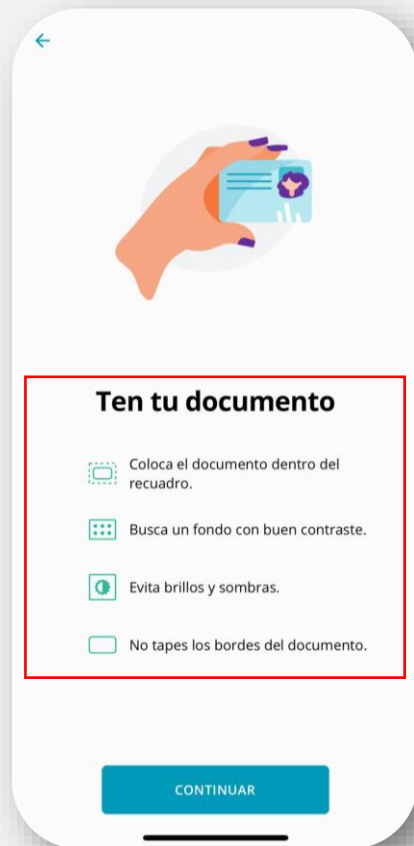 Ten tu documento
Coloca el documento dentro del
recuadro.
Busca un fondo con buen contraste.
Evita brillos y sombras.
No tapes los bordes del documento.
CONTINUAR